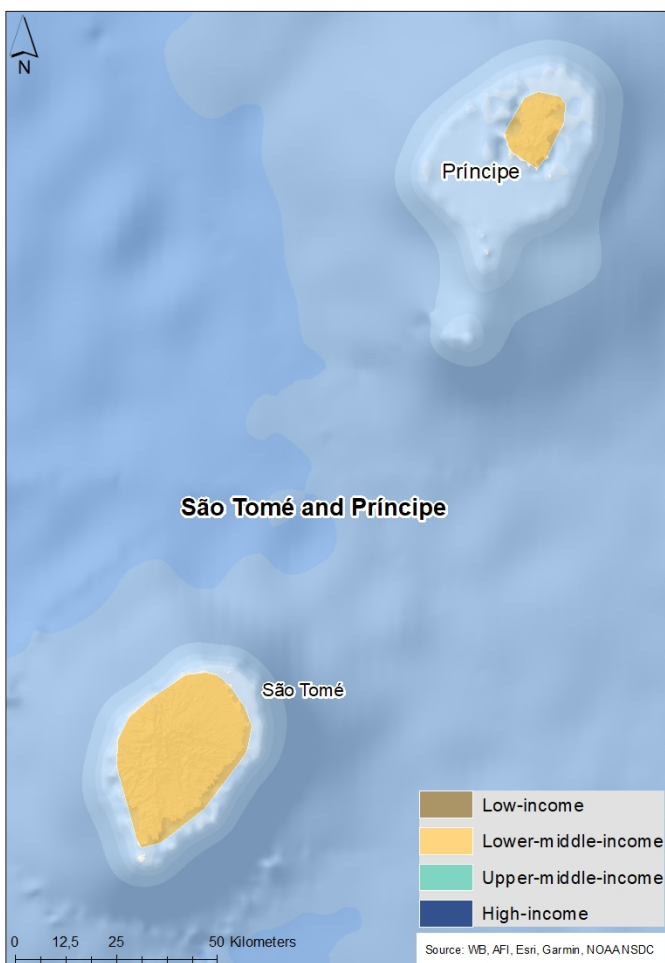 N
Príncipe
São Tomé and Príncipe
São Tomé
Low-income
Lower-middle-income
Upper-middle-income
High-income
0 12,5 25 50 Kilometers
Source: WB, AFI, Esri, Garmin, NOAA NSDC